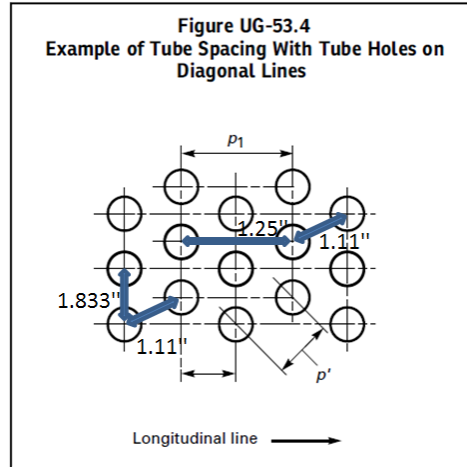 Figure UG-53.4
Example of Tube Spacing With Tube Holes on
Diagonal Lines
p1
1.25"
1.11"
1.833"
1.11"
p'
Longitudinal line